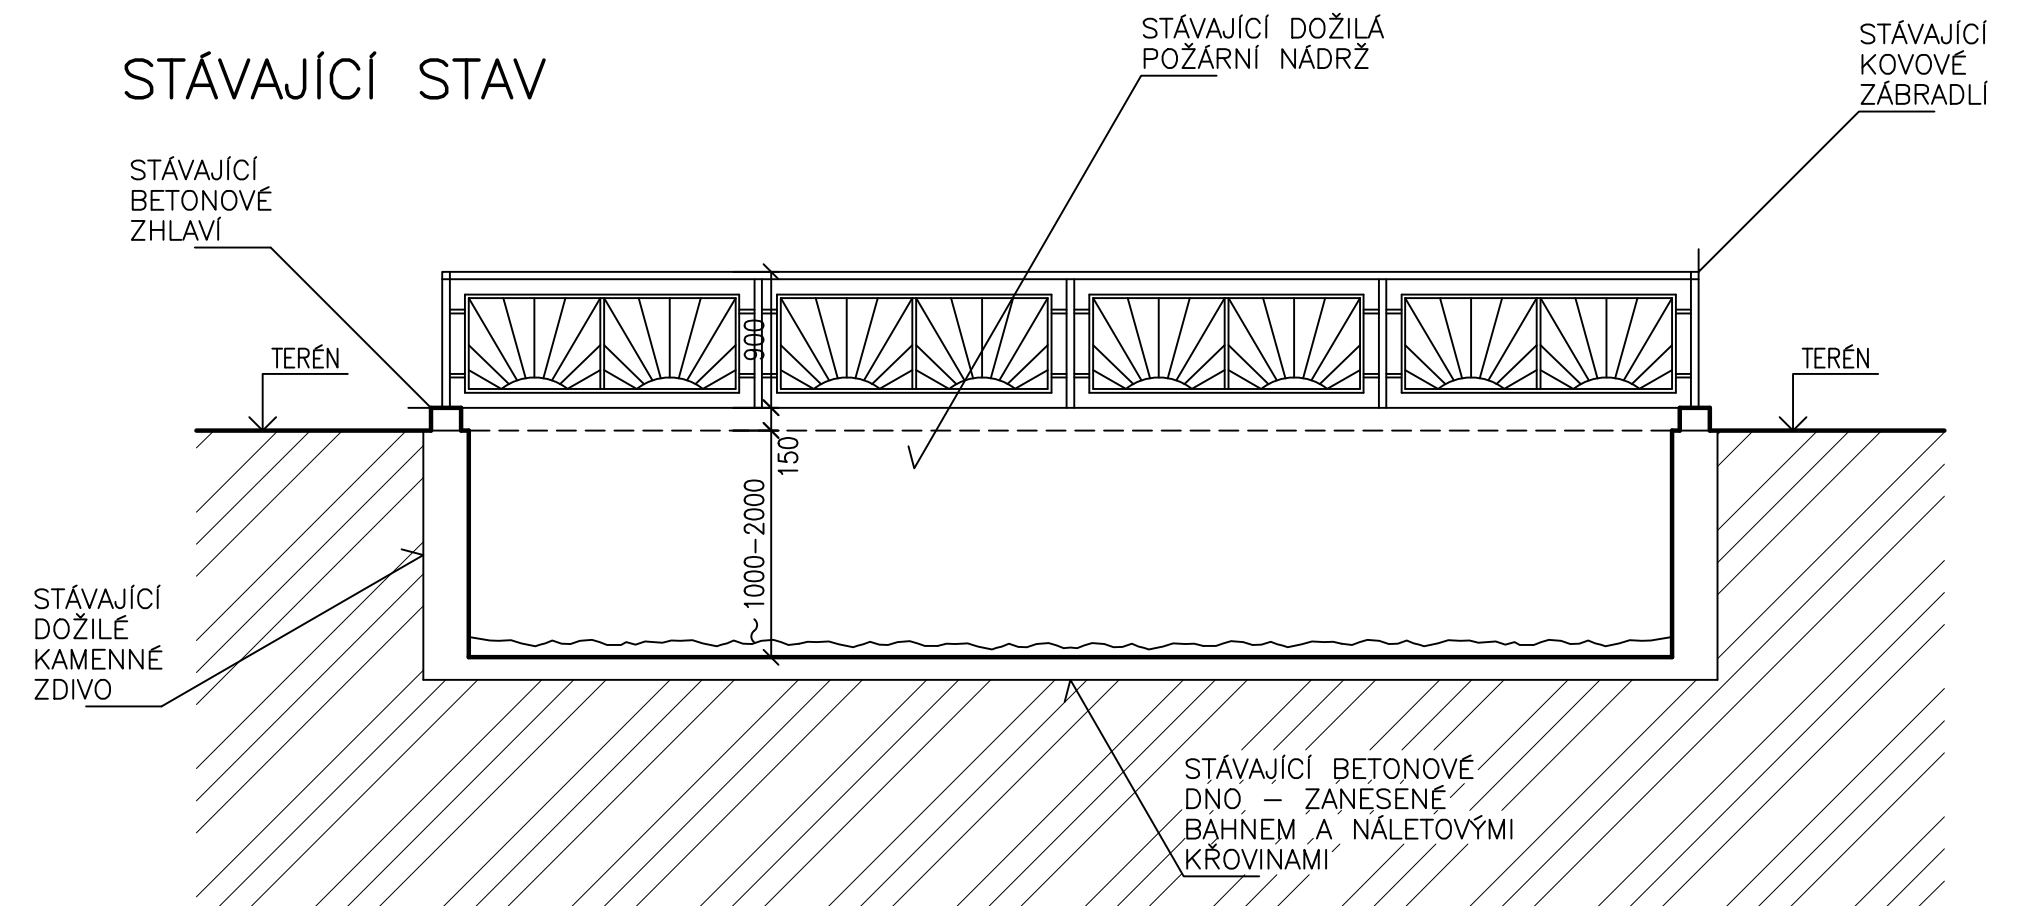 STÁVAJÍCÍ STAV
STÁVAJÍCÍ DOŽILÁ
POŽÁRNÍ NÁDRŽ
STÁVAJÍCÍ
KOVOVÉ
ZÁBRADLÍ
STÁVAJÍCÍ
BETONOVÉ
ZHLAVÍ
TERÉN
900
TERÉN
150
~ 1000-2000
STÁVAJÍCÍ
DOŽILÉ
KAMENNÉ
ZDIVO
STÁVAJÍCÍ BETONOVÉ
DNO – ZANESENÉ
BAHNEM A NÁLETOVÝMI
KŘOVINAMI